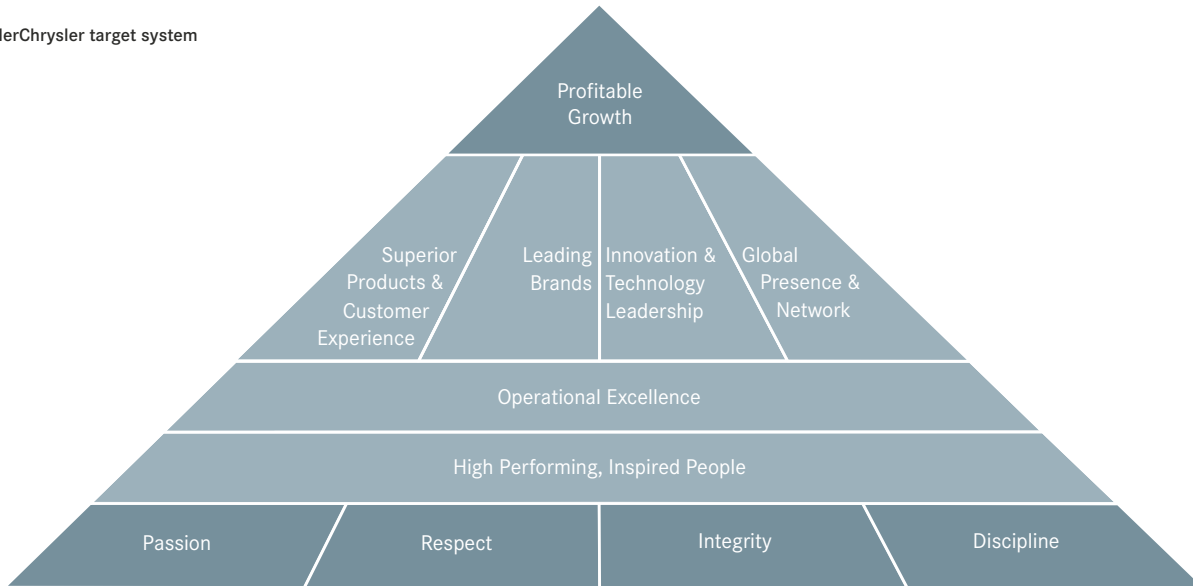 lerChrysler target system
Profitable
Growth
Superior
Products &
Customer
Experience
Leading
Brands
Innovation &
Technology
Leadership
Global
Presence &
Network
Operational Excellence
High Performing, Inspired People
Passion
Respect
Integrity
Discipline